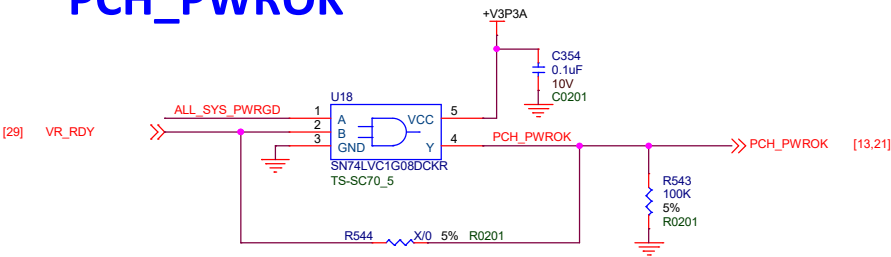 PCH_PWROK
+V3P3A
C354
0.1uF
10V
C0201
U18
ALL_SYS_PWRGD
1
A
VCC
5
[29]
VR_RDY
2
B
3
GND
Y
4
PCH_PWROK
PCH_PWROK
[13,21]
SN74LVC1G08DCKR
TS-SC70_5
R543
100K
5%
R0201
R544
X/0
5%
R0201